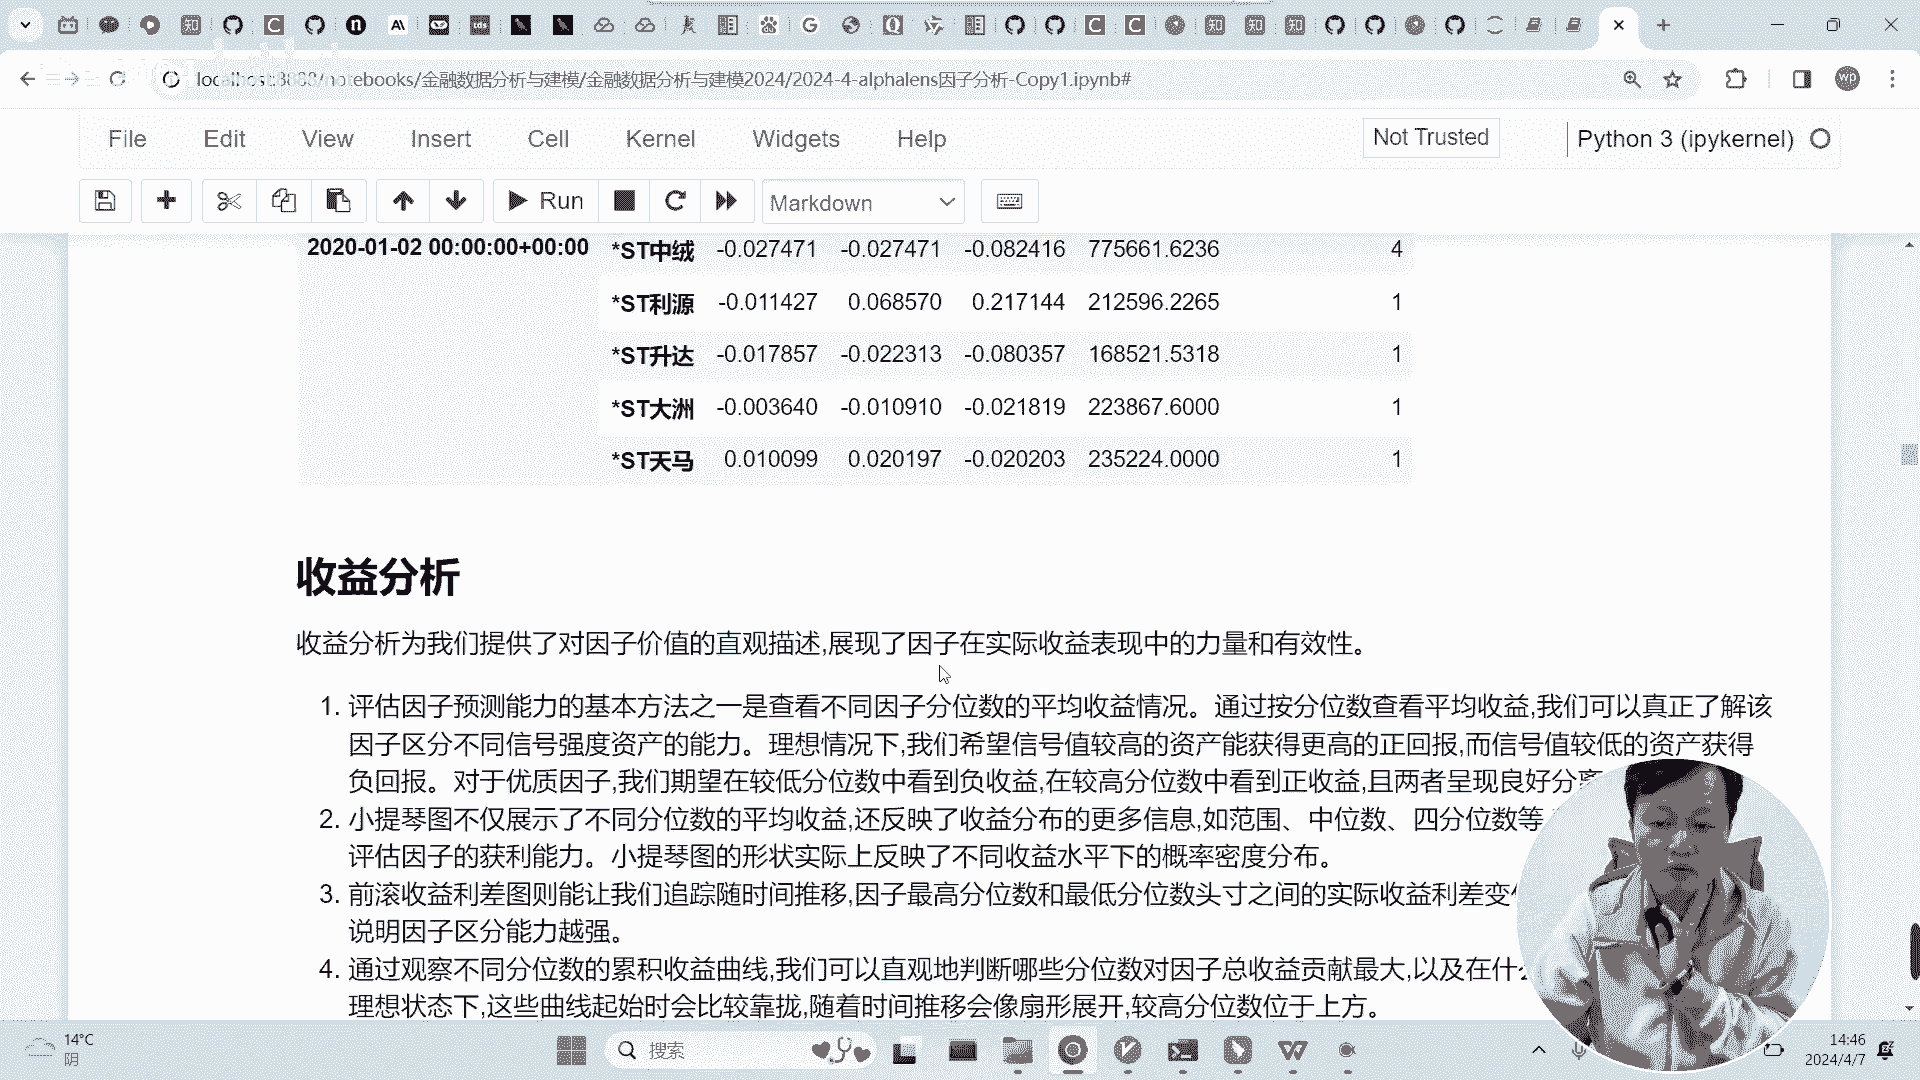 localhost:8888/notebooks/金融数据分析与建模/金融数据分析与建模2024/2024-4-alphalens因子分析-Copy1.ipynb#
File Edit View Insert Cell Kernel Widgets Help Not Trusted Python 3 (ipykernel)
Run Markdown
2020-01-02 00:00:00+00:00 *ST中绒 -0.027471 -0.027471 -0.082416 775661.6236 4
*ST利源 -0.011427 0.068570 0.217144 212596.2265 1
*ST升达 -0.017857 -0.022313 -0.080357 168521.5318 1
*ST大洲 -0.003640 -0.010910 -0.021819 223867.6000 1
*ST天马 0.010099 0.020197 -0.020203 235224.0000 1
收益分析
收益分析为我们提供了对因子价值的直观描述,展现了因子在实际收益表现中的力量和有效性。
1. 评估因子预测能力的基本方法之一是查看不同因子分位数的平均收益情况。通过按分位数查看平均收益,我们可以真正了解该
因子区分不同信号强度资产的能力。理想情况下,我们希望信号值较高的资产能获得更高的正回报,而信号值较低的资产获得
负回报。对于优质因子,我们期望在较低分位数中看到负收益,在较高分位数中看到正收益,且两者呈现良好分离
2. 小提琴图不仅展示了不同分位数的平均收益,还反映了收益分布的更多信息,如范围、中位数、四分位数等,
评估因子的获利能力。小提琴图的形状实际上反映了不同收益水平下的概率密度分布。
3. 前滚收益利差图则能让我们追踪随时间推移,因子最高分位数和最低分位数头寸之间的实际收益利差变
说明因子区分能力越强。
4. 通过观察不同分位数的累积收益曲线,我们可以直观地判断哪些分位数对因子总收益贡献最大,以及在什
理想状态下,这些曲线起始时会比较靠拢,随着时间推移会像扇形展开,较高分位数位于上方。
14°C
阴
搜索
14:46
2024/4/7